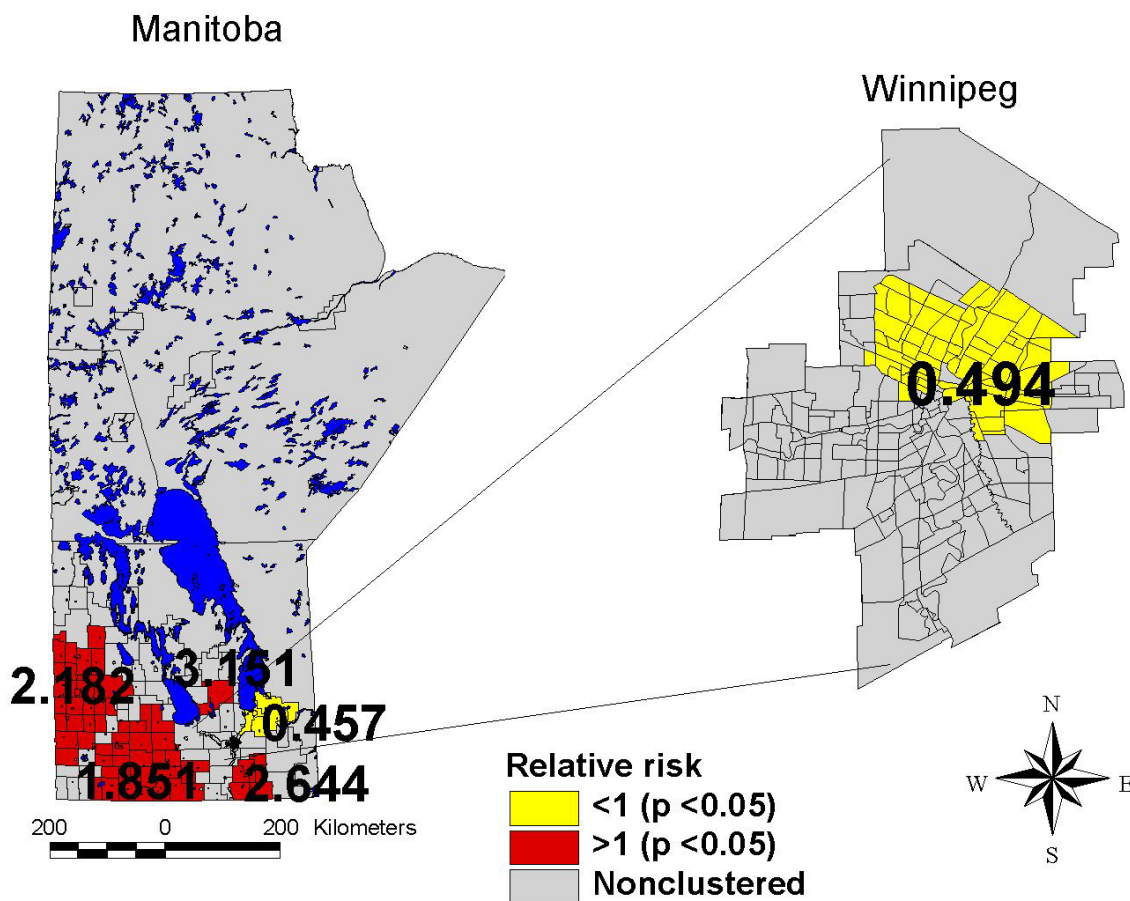 Manitoba
Winnipeg
0.494
3.151
2.182
0.457
1.851
2.644
Relative risk
<1 (p <0.05)
>1 (p <0.05)
Nonclustered
200 0 200 Kilometers
N
W E
S